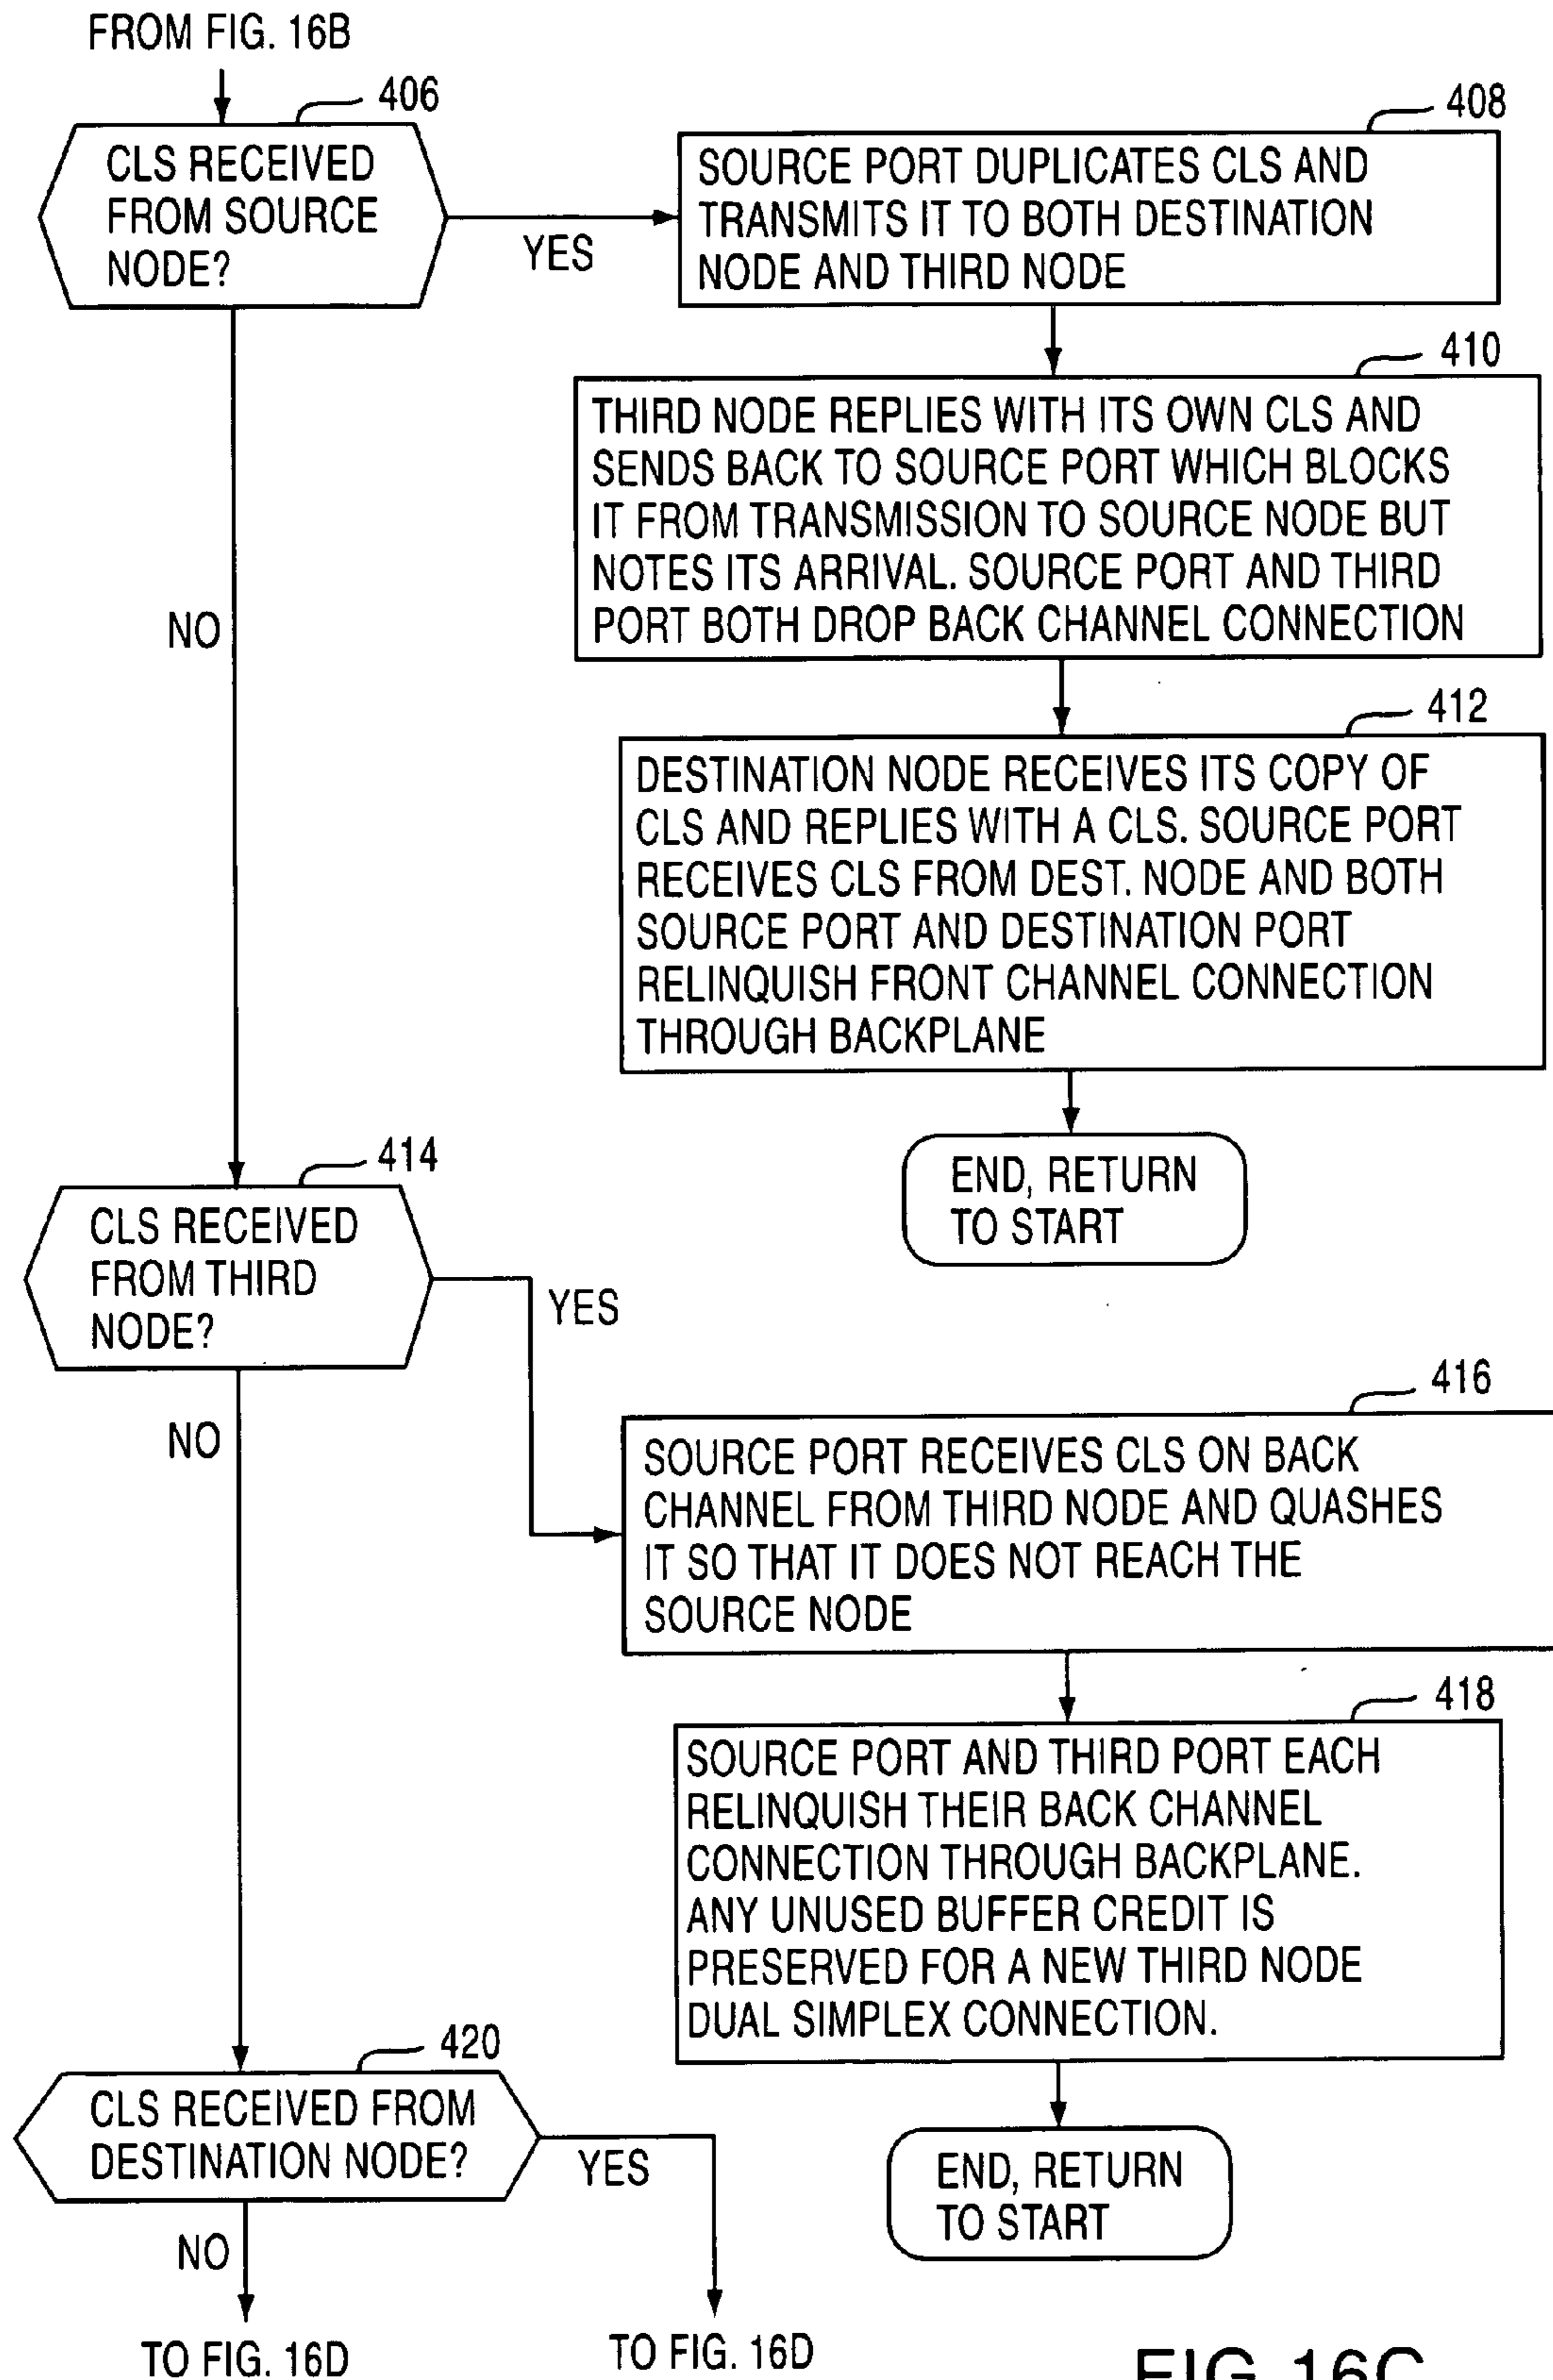 FROM FIG. 16B
406
CLS RECEIVED
FROM SOURCE
NODE?
YES
408
SOURCE PORT DUPLICATES CLS AND
TRANSMITS IT TO BOTH DESTINATION
NODE AND THIRD NODE
410
THIRD NODE REPLIES WITH ITS OWN CLS AND
SENDS BACK TO SOURCE PORT WHICH BLOCKS
IT FROM TRANSMISSION TO SOURCE NODE BUT
NOTES ITS ARRIVAL. SOURCE PORT AND THIRD
PORT BOTH DROP BACK CHANNEL CONNECTION
NO
412
DESTINATION NODE RECEIVES ITS COPY OF
CLS AND REPLIES WITH A CLS. SOURCE PORT
RECEIVES CLS FROM DEST. NODE AND BOTH
SOURCE PORT AND DESTINATION PORT
RELINQUISH FRONT CHANNEL CONNECTION
THROUGH BACKPLANE
END, RETURN
TO START
414
CLS RECEIVED
FROM THIRD
NODE?
YES
NO
416
SOURCE PORT RECEIVES CLS ON BACK
CHANNEL FROM THIRD NODE AND QUASHES
IT SO THAT IT DOES NOT REACH THE
SOURCE NODE
418
SOURCE PORT AND THIRD PORT EACH
RELINQUISH THEIR BACK CHANNEL
CONNECTION THROUGH BACKPLANE.
ANY UNUSED BUFFER CREDIT IS
PRESERVED FOR A NEW THIRD NODE
DUAL SIMPLEX CONNECTION.
END, RETURN
TO START
420
CLS RECEIVED FROM
DESTINATION NODE?
YES
NO
TO FIG. 16D
TO FIG. 16D
FIG. 16C